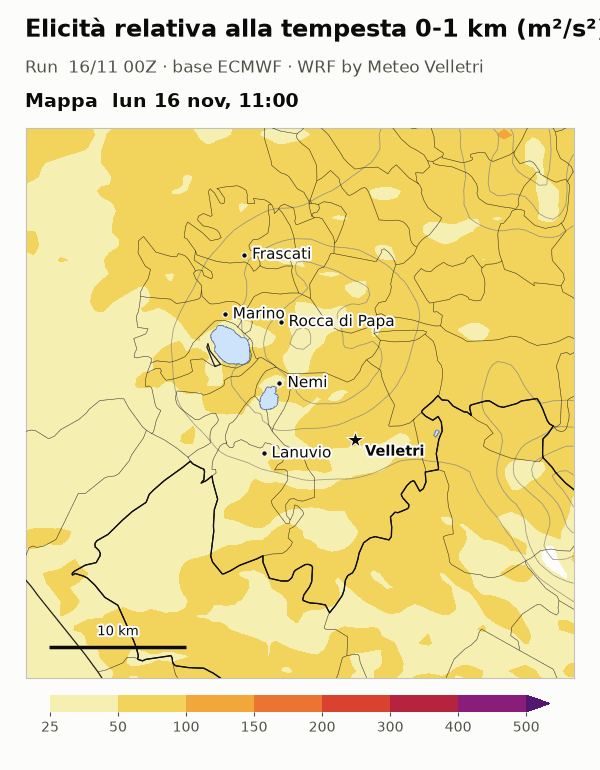 Elicità relativa alla tempesta 0-1 km (m²/s²)
Run 16/11 00Z · base ECMWF · WRF by Meteo Velletri
Mappa lun 16 nov, 11:00
Frascati
Marino
Rocca di Papa
Nemi
Velletri
Lanuvio
10 km
25 50 100 150 200 300 400 500